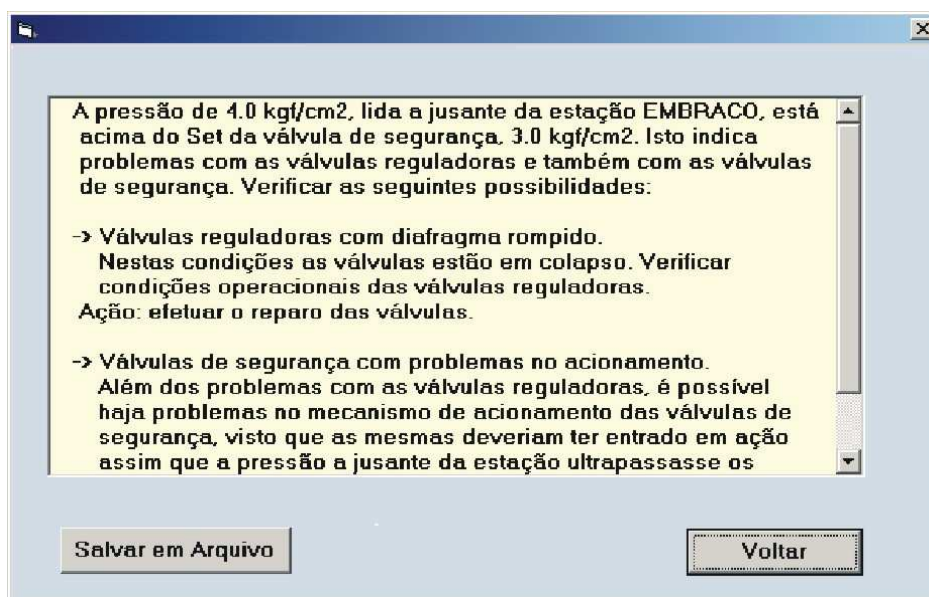 A pressão de 4.0 kgf/cm2, lida a jusante da estação EMBRACO, está
acima do Set da válvula de segurança, 3.0 kgf/cm2. Isto indica
problemas com as válvulas reguladoras e também com as válvulas
de segurança. Verificar as seguintes possibilidades:
-> Válvulas reguladoras com diafragma rompido.
Nestas condições as válvulas estão em colapso. Verificar
condições operacionais das válvulas reguladoras.
Ação: efetuar o reparo das válvulas.
-> Válvulas de segurança com problemas no acionamento.
Além dos problemas com as válvulas reguladoras, é possível
haja problemas no mecanismo de acionamento das válvulas de
segurança, visto que as mesmas deveriam ter entrado em ação
assim que a pressão a jusante da estação ultrapassasse os
Salvar em Arquivo
Voltar